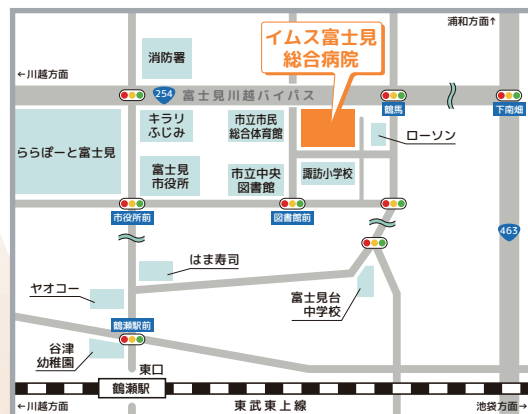 浦和方面↑
消防署
イムス富士見
総合病院
←川越方面
254
富士見川越バイパス
鶴馬
下南畑
キラリ
ふじみ
市立市民
総合体育館
ローソン
ららぽーと富士見
富士見
市役所
市立中央
図書館
諏訪小学校
市役所前
図書館前
463
はま寿司
ヤオコー
富士見台
中学校
鶴瀬駅前
谷津
幼稚園
東口
鶴瀬駅
←川越方面
東武東上線
池袋方面→